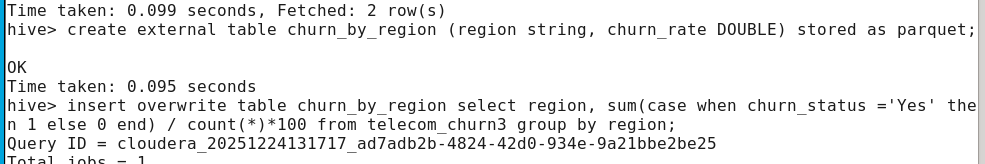 Time taken: 0.099 seconds, Fetched: 2 row(s)
hive> create external table churn_by_region (region string, churn_rate DOUBLE) stored as parquet;
OK
Time taken: 0.095 seconds
hive> insert overwrite table churn_by_region select region, sum(case when churn_status ='Yes' the
n 1 else 0 end) / count(*)*100 from telecom_churn3 group by region;
Query ID = cloudera_20251224131717_ad7adb2b-4824-42d0-934e-9a21bbe2be25
Total jobs = 1